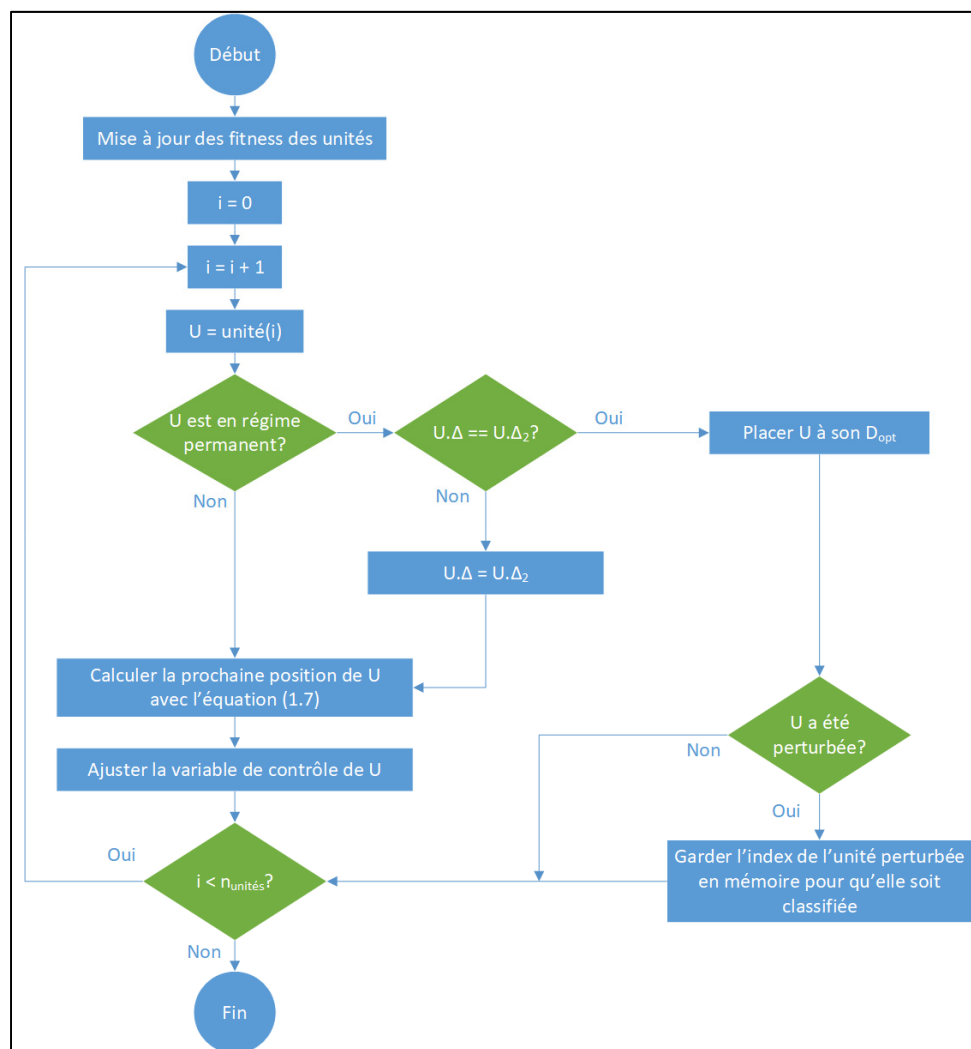 Début
Mise à jour des fitness des unités
i = 0
i = i + 1
U = unité(i)
U est en régime
permanent?
Oui
U.Δ == U.Δ₂?
Oui
Placer U à son Dopt
Non
Non
U.Δ = U.Δ₂
Calculer la prochaine position de U
avec l'équation (1.7)
U a été
perturbée?
Non
Ajuster la variable de contrôle de U
Oui
Oui
i < nunités?
Garder l'index de l'unité perturbée
en mémoire pour qu'elle soit
classifiée
Non
Fin